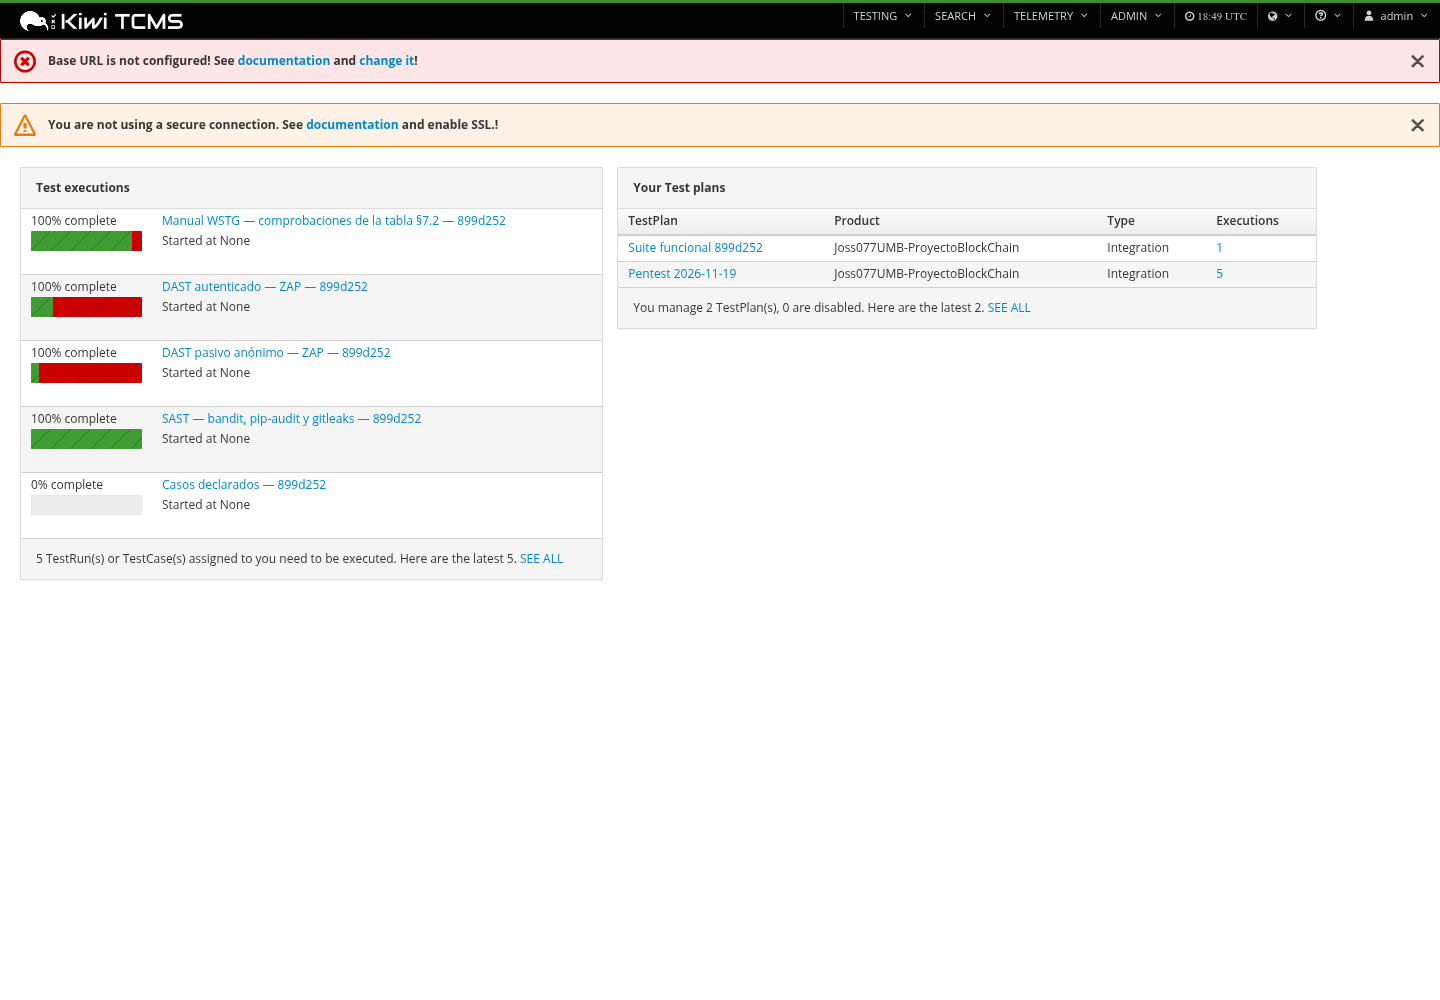 Kiwi TCMS
TESTING SEARCH TELEMETRY ADMIN 18:49 UTC admin
Base URL is not configured! See documentation and change it!
You are not using a secure connection. See documentation and enable SSL.!
Test executions
100% complete Manual WSTG — comprobaciones de la tabla §7.2 — 899d252
Started at None
100% complete DAST autenticado — ZAP — 899d252
Started at None
100% complete DAST pasivo anónimo — ZAP — 899d252
Started at None
100% complete SAST — bandit, pip-audit y gitleaks — 899d252
Started at None
0% complete Casos declarados — 899d252
Started at None
5 TestRun(s) or TestCase(s) assigned to you need to be executed. Here are the latest 5. SEE ALL
Your Test plans
TestPlan Product Type Executions
Suite funcional 899d252 Joss077UMB-ProyectoBlockChain Integration 1
Pentest 2026-11-19 Joss077UMB-ProyectoBlockChain Integration 5
You manage 2 TestPlan(s), 0 are disabled. Here are the latest 2. SEE ALL